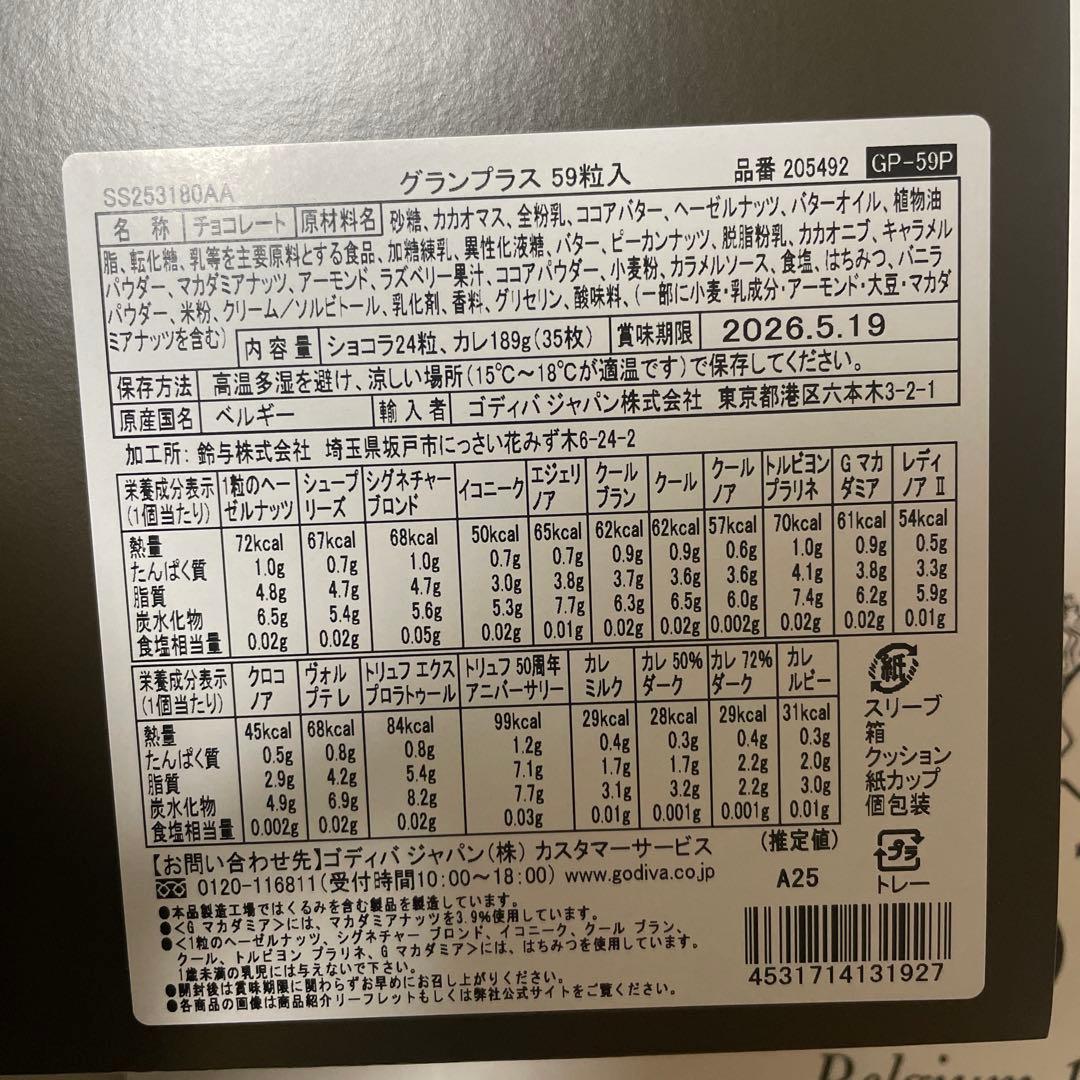 SS253180AA グランプラス 59粒入 品番 205492 GP-59P
名 称 チョコレート 原材料名 砂糖、カカオマス、全粉乳、ココアバター、ヘーゼルナッツ、バターオイル、植物油
脂、転化糖、乳等を主要原料とする食品、加糖練乳、異性化液糖、バター、ピーカンナッツ、脱脂粉乳、カカオニブ、キャラメル
パウダー、マカダミアナッツ、アーモンド、ラズベリー果汁、ココアパウダー、小麦粉、カラメルソース、食塩、はちみつ、バニラ
パウダー、米粉、クリーム／ソルビトール、乳化剤、香料、グリセリン、酸味料、(一部に小麦・乳成分・アーモンド・大豆・マカダ
ミアナッツを含む)
内 容 量 ショコラ24粒、カレ189g(35枚) 賞味期限 2026.5.19
保存方法 高温多湿を避け、涼しい場所(15℃～18℃が適温です)で保存してください。
原産国名 ベルギー 輸 入 者 ゴディバ ジャパン株式会社 東京都港区六本木3-2-1
加工所: 鈴与株式会社 埼玉県坂戸市にっさい花みず木6-24-2
栄養成分表示 1粒のヘー シュープ シグネチャー イコニーク エジェリ クール クール クール トルビヨン G マカ レディ
(1個当たり) ゼルナッツ リーズ ブロンド ノア ブラン ノア プラリネ ダミア ノア Ⅱ
熱量 72kcal 67kcal 68kcal 50kcal 65kcal 62kcal 62kcal 57kcal 70kcal 61kcal 54kcal
たんぱく質 1.0g 0.7g 1.0g 0.7g 0.7g 0.9g 0.9g 0.6g 1.0g 0.9g 0.5g
脂質 4.8g 4.7g 4.7g 3.0g 3.8g 3.7g 3.6g 3.6g 4.1g 3.8g 3.3g
炭水化物 6.5g 5.4g 5.6g 5.3g 7.7g 6.3g 6.5g 6.0g 7.4g 6.2g 5.9g
食塩相当量 0.02g 0.02g 0.05g 0.02g 0.01g 0.02g 0.02g 0.002g 0.02g 0.02g 0.01g
栄養成分表示 クロコ ヴォル トリュフ エクス トリュフ 50周年 カレ カレ 50% カレ 72% カレ
(1個当たり) ノア プテレ プロラトゥール アニバーサリー ミルク ダーク ダーク ルビー
熱量 45kcal 68kcal 84kcal 99kcal 29kcal 28kcal 29kcal 31kcal
たんぱく質 0.5g 0.8g 0.8g 1.2g 0.4g 0.3g 0.4g 0.3g
脂質 2.9g 4.2g 5.4g 7.1g 1.7g 1.7g 2.2g 2.0g
炭水化物 4.9g 6.9g 8.2g 7.7g 3.1g 3.2g 2.2g 3.0g
食塩相当量 0.002g 0.02g 0.02g 0.03g 0.01g 0.001g 0.001g 0.01g
紙
スリーブ
箱
クッション
紙カップ
個包装
プラ
トレー
(推定値)
【お問い合わせ先】ゴディバ ジャパン(株) カスタマーサービス
0120-116811(受付時間10:00～18:00) www.godiva.co.jp A25
●本品製造工場ではくるみを含む製品を製造しています。
●<G マカダミア>には、マカダミアナッツを3.9%使用しています。
●<1粒のヘーゼルナッツ、シグネチャー ブロンド、イコニーク、クール ブラン、
クール、トルビヨン プラリネ、G マカダミア>には、はちみつを使用しています。
1歳未満の乳児には与えないで下さい。
●開封後は賞味期限に関わらずお早めにお召し上がりください。
●各商品の画像は商品紹介リーフレットもしくは弊社公式サイトをご覧ください。
4531714131927
Belgium 1